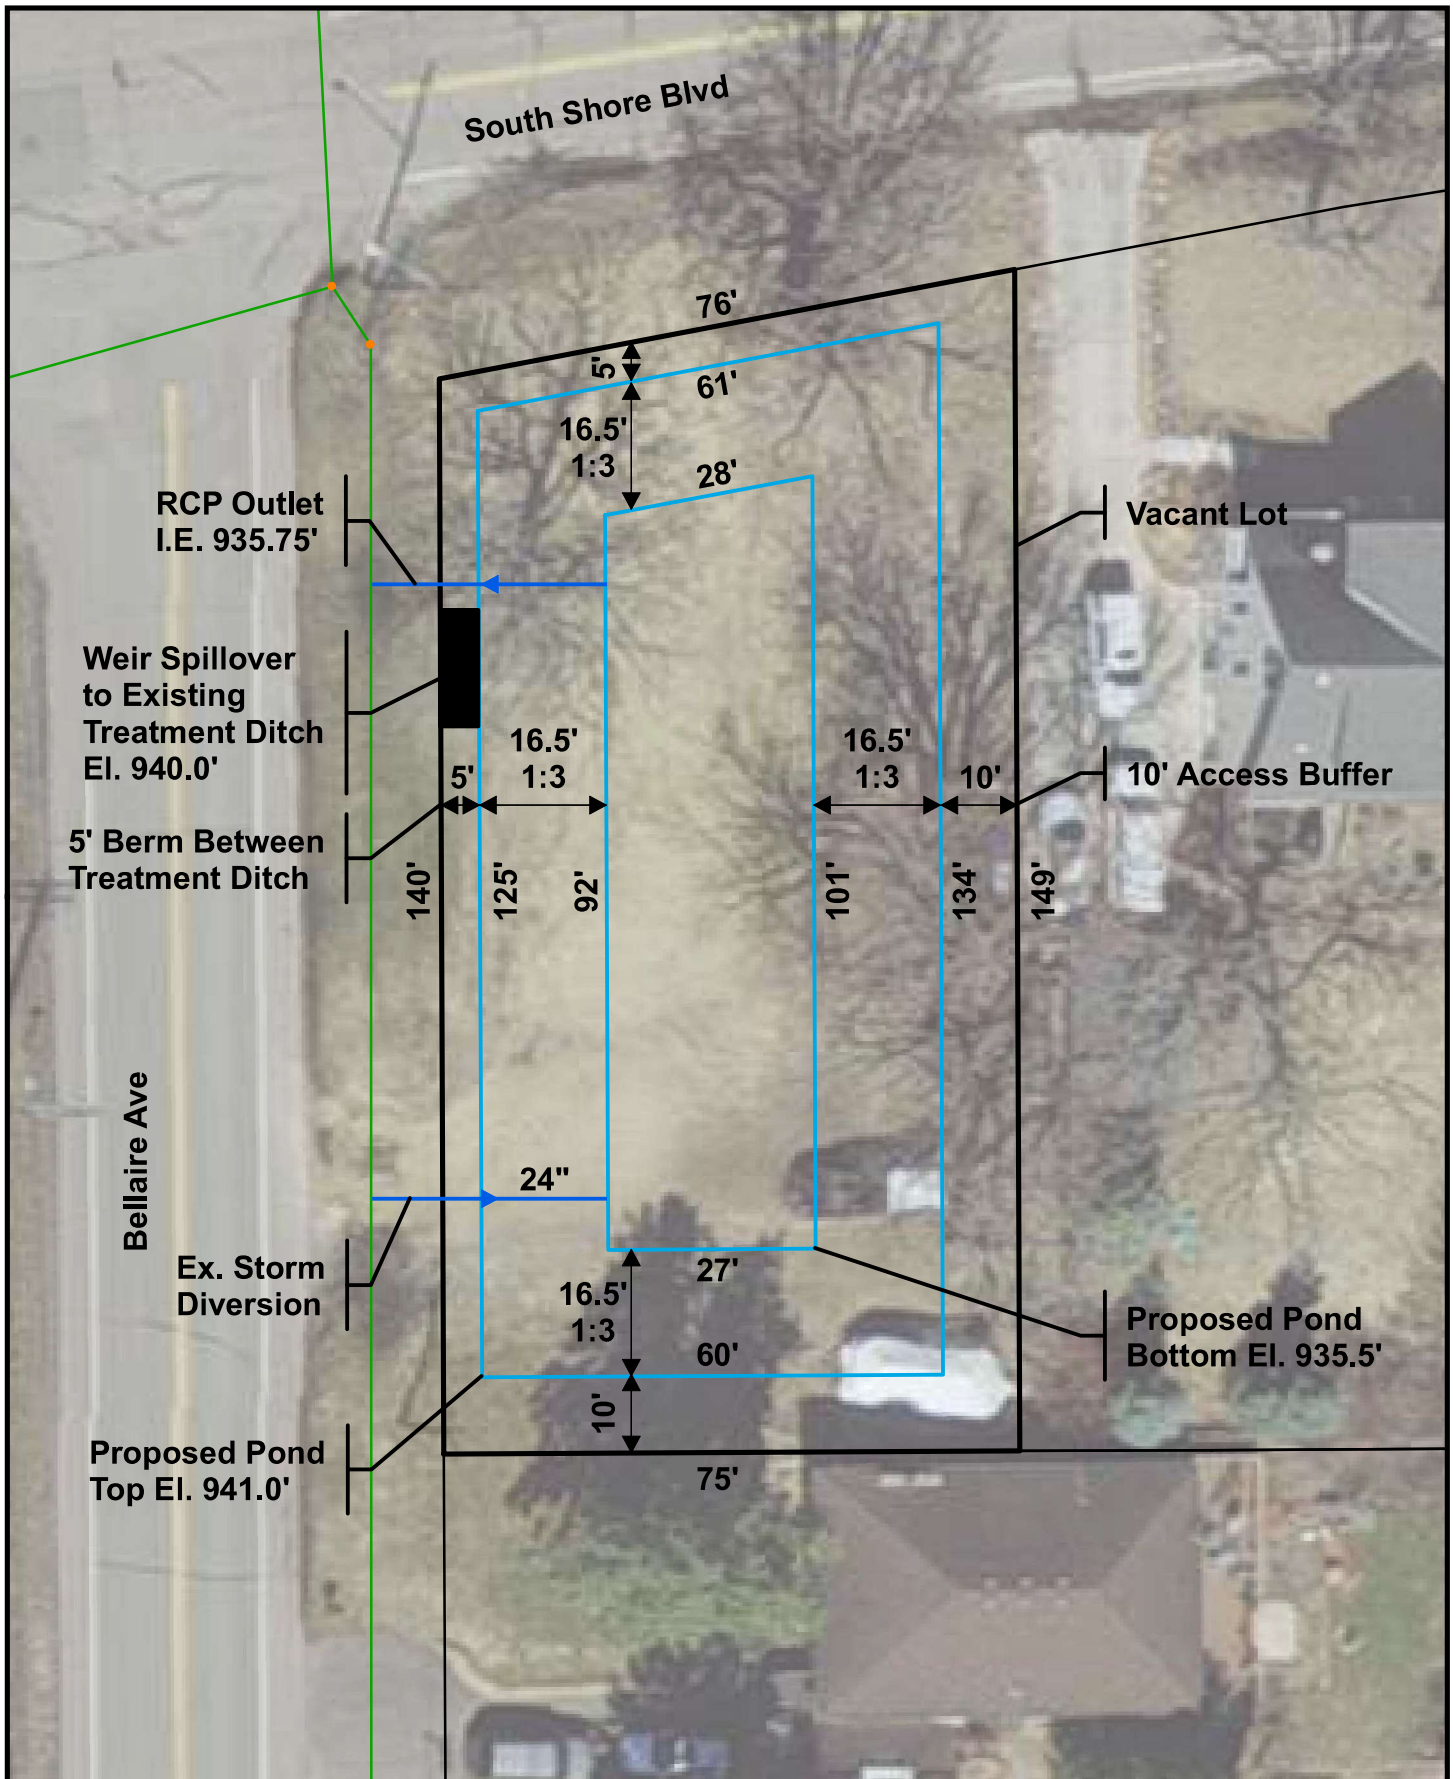 South Shore Blvd
76'
5'
61'
16.5'
1:3
28'
RCP Outlet
I.E. 935.75'
Vacant Lot
Weir Spillover
to Existing
Treatment Ditch
El. 940.0'
16.5'
1:3
16.5'
1:3
5'
10'
10' Access Buffer
5' Berm Between
Treatment Ditch
140'
125'
92'
101'
134'
149'
Bellaire Ave
24"
Ex. Storm
Diversion
27'
16.5'
1:3
Proposed Pond
Bottom El. 935.5'
60'
10'
Proposed Pond
Top El. 941.0'
75'